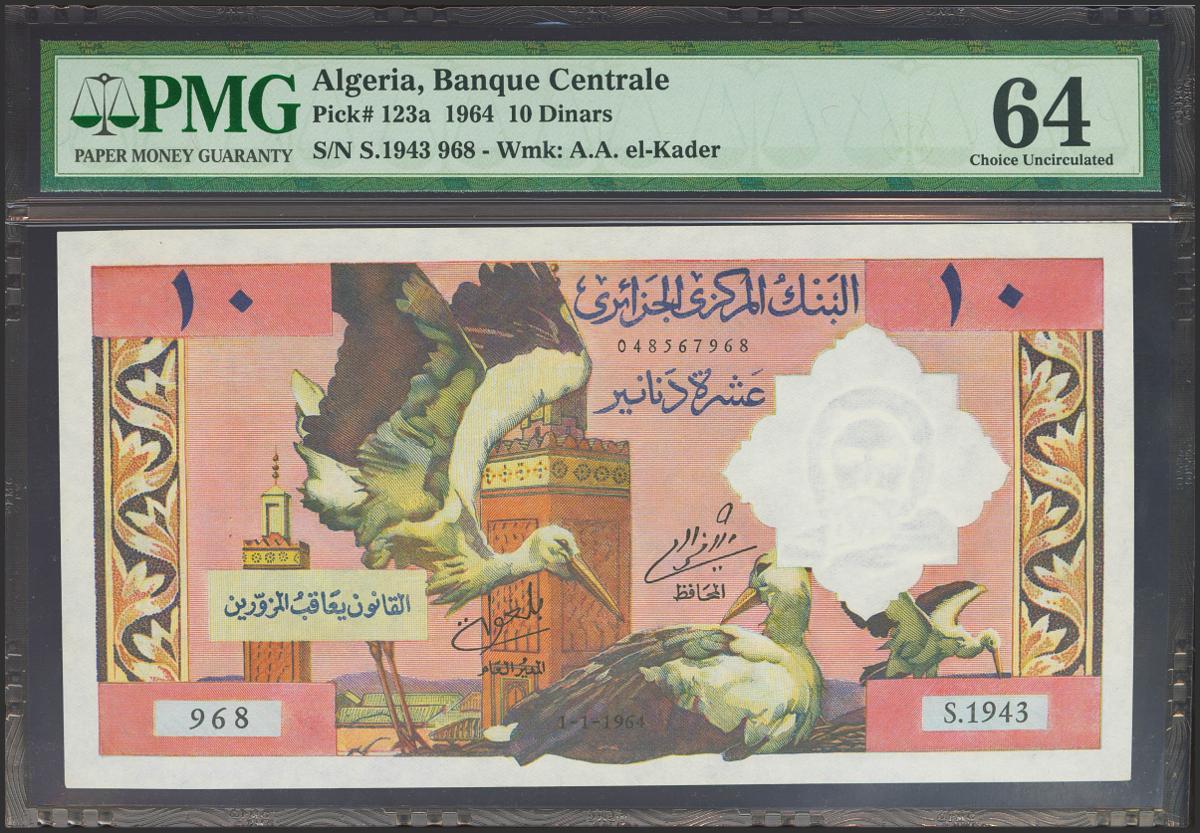 PMG
PAPER MONEY GUARANTY
Algeria, Banque Centrale
Pick# 123a 1964 10 Dinars
S/N S.1943 968 - Wmk: A.A. el-Kader
64
Choice Uncirculated
١٠
١٠
البنك المركزي الجزائري
048567968
عشرة دنانير
القانون يعاقب المزورين
المحافظ
المدير العام
1-1-1964
968
S.1943